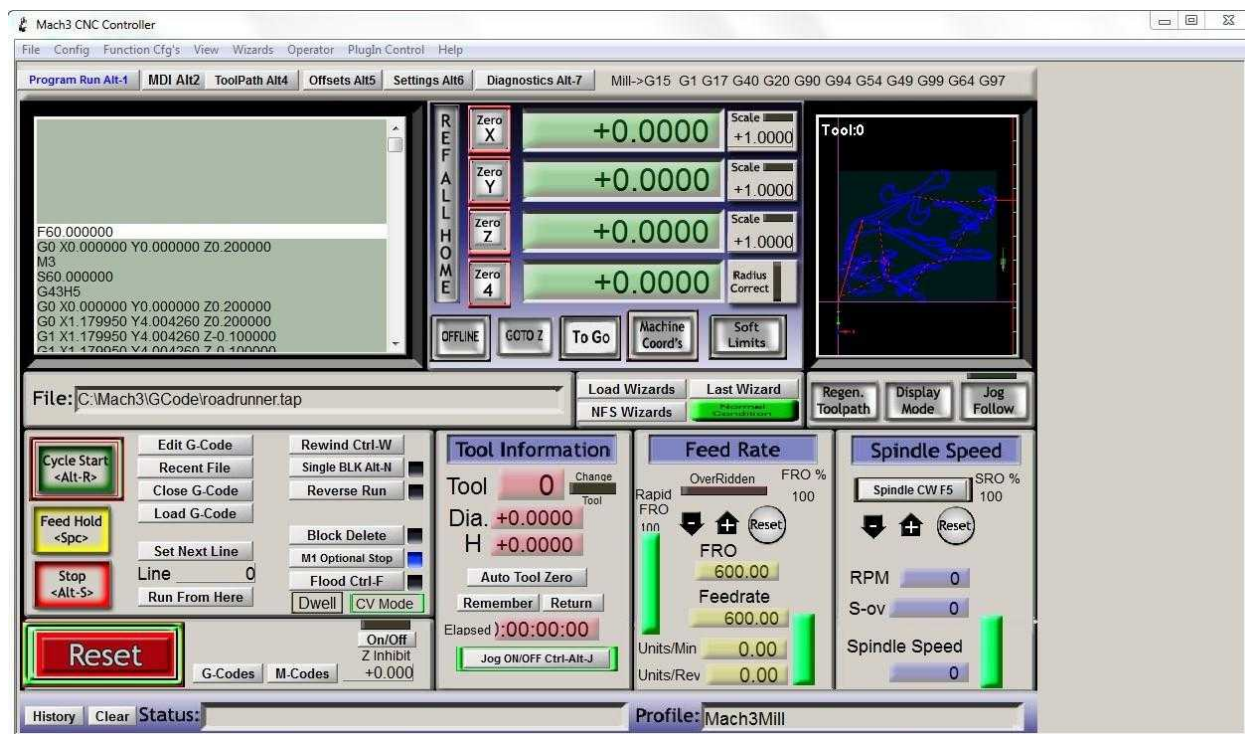 Mach3 CNC Controller
File Config Function Cfg's View Wizards Operator PlugIn Control Help
Program Run Alt-1 MDI Alt2 ToolPath Alt4 Offsets Alt5 Settings Alt6 Diagnostics Alt-7 Mill->G15 G1 G17 G40 G20 G90 G94 G54 G49 G99 G64 G97
F60.000000
G0 X0.000000 Y0.000000 Z0.200000
M3
S60.000000
G43H5
G0 X0.000000 Y0.000000 Z0.200000
G0 X1.179950 Y4.004260 Z0.200000
G1 X1.179950 Y4.004260 Z-0.100000
G1 X1.179950 Y4.004260 Z-0.100000
REF ALL HOME
Zero X +0.0000 Scale +1.0000
Zero Y +0.0000 Scale +1.0000
Zero Z +0.0000 Scale +1.0000
Zero 4 +0.0000 Radius Correct
OFFLINE GOTO Z To Go Machine Coord's Soft Limits
Tool:0
File: C:\Mach3\GCode\roadrunner.tap
Load Wizards Last Wizard
NFS Wizards Normal Condition
Regen. Toolpath Display Mode Jog Follow
Cycle Start <Alt-R>
Feed Hold <Spc>
Stop <Alt-S>
Edit G-Code
Recent File
Close G-Code
Load G-Code
Set Next Line
Line 0
Run From Here
Rewind Ctrl-W
Single BLK Alt-N
Reverse Run
Block Delete
M1 Optional Stop
Flood Ctrl-F
Dwell CV Mode
Reset
G-Codes M-Codes
On/Off
Z Inhibit
+0.000
Tool Information
Tool 0 Change Tool
Dia. +0.0000
H +0.0000
Auto Tool Zero
Remember Return
Elapsed ):00:00:00
Jog ON/OFF Ctrl-Alt-J
Feed Rate
OverRidden FRO %
100
Rapid
FRO
100
Reset
FRO
600.00
Feedrate
600.00
Units/Min 0.00
Units/Rev 0.00
Spindle Speed
Spindle CW F5 SRO %
100
Reset
RPM 0
S-ov 0
Spindle Speed
0
History Clear Status:
Profile: Mach3Mill